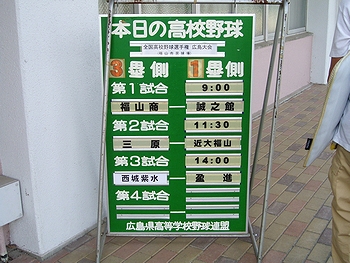 本日の高校野球
全国高校野球選手権 広島大会
3塁側 1塁側
第1試合 9:00
福山商 誠之館
第2試合 11:30
三原 近大福山
第3試合 14:00
西城紫水 盈進
第4試合
広島県高等学校野球連盟